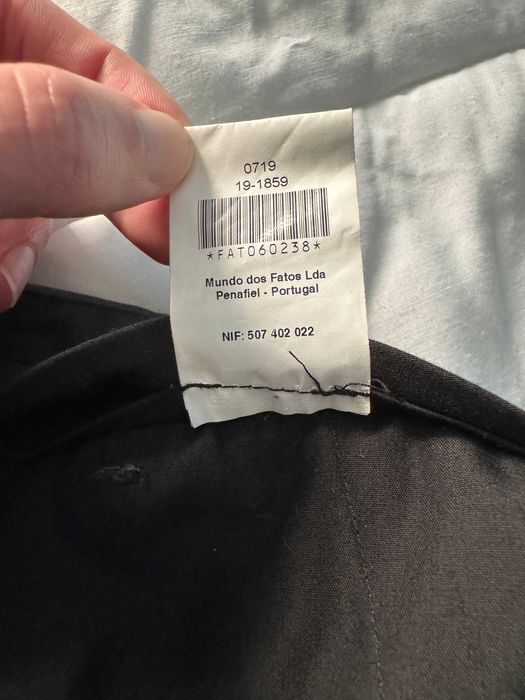 0719
19-1859
*FAT060238*
Mundo dos Fatos Lda
Penafiel - Portugal
NIF: 507 402 022